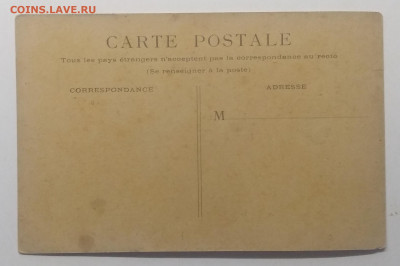 COINS.LAVE.RU
CARTE POSTALE
Tous les pays étrangers n'acceptent pas la correspondance au recto
(Se renseigner à la poste)
CORRESPONDANCE
ADRESSE
M